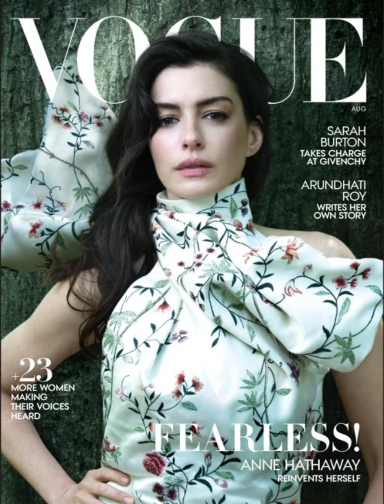 VOGUE
AUG
SARAH
BURTON
TAKES CHARGE
AT GIVENCHY
ARUNDHATI
ROY
WRITES HER
OWN STORY
+23
MORE WOMEN
MAKING
THEIR VOICES
HEARD
FEARLESS!
ANNE HATHAWAY
REINVENTS HERSELF